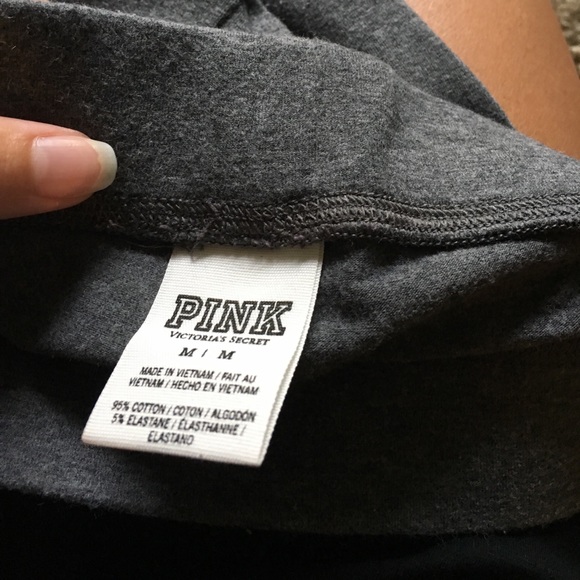 PINK
VICTORIA'S SECRET
M / M
MADE IN VIETNAM / FAIT AU
VIETNAM / HECHO EN VIETNAM
95% COTTON / COTON / ALGODÓN
5% ELASTANE / ÉLASTHANNE /
ELASTANO